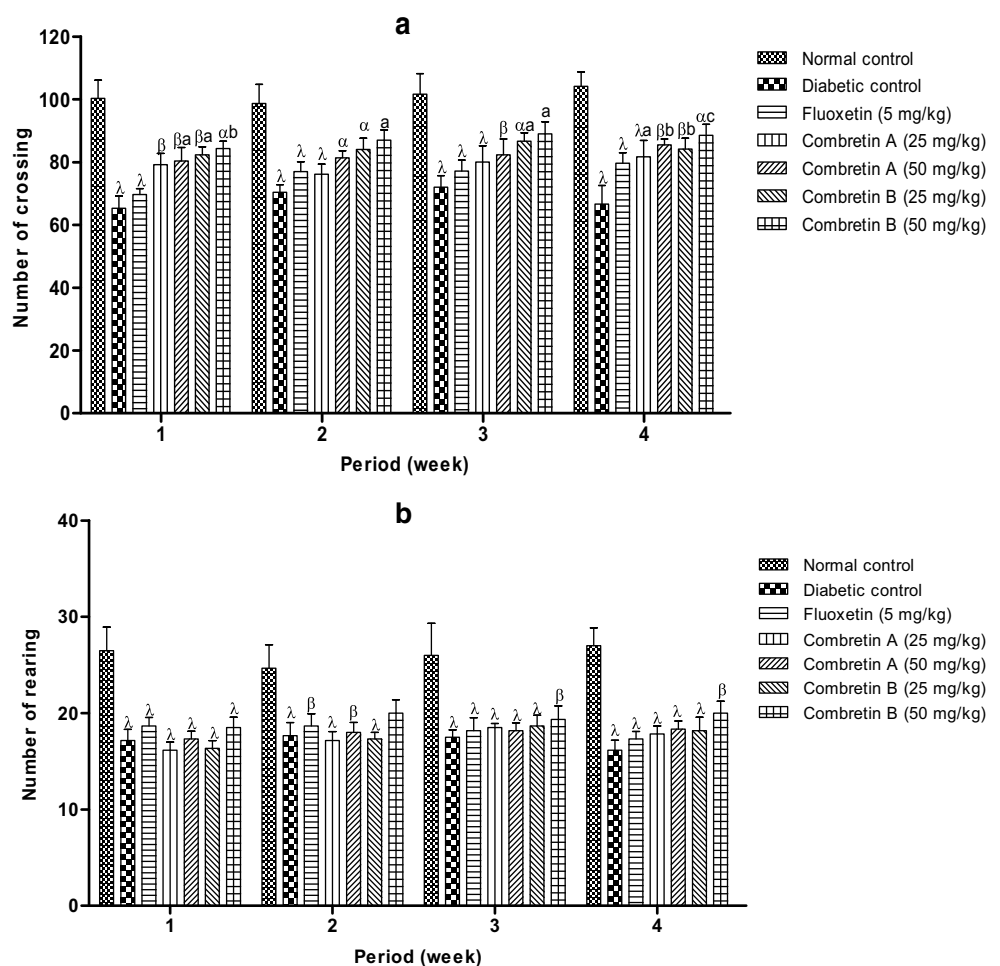 a
120
100
80
60
40
20
0
Number of crossing
λ λ β βa βa αb
λ λ λ α α a
λ λ λ β αa a
λ λ λa βb βb αc
1 2 3 4
Period (week)
Normal control
Diabetic control
Fluoxetin (5 mg/kg)
Combretin A (25 mg/kg)
Combretin A (50 mg/kg)
Combretin B (25 mg/kg)
Combretin B (50 mg/kg)
b
40
30
20
10
0
Number of rearing
λ λ λ λ λ λ
λ β λ β λ
λ λ λ λ λ β
λ λ λ λ λ β
1 2 3 4
Period (week)
Normal control
Diabetic control
Fluoxetin (5 mg/kg)
Combretin A (25 mg/kg)
Combretin A (50 mg/kg)
Combretin B (25 mg/kg)
Combretin B (50 mg/kg)